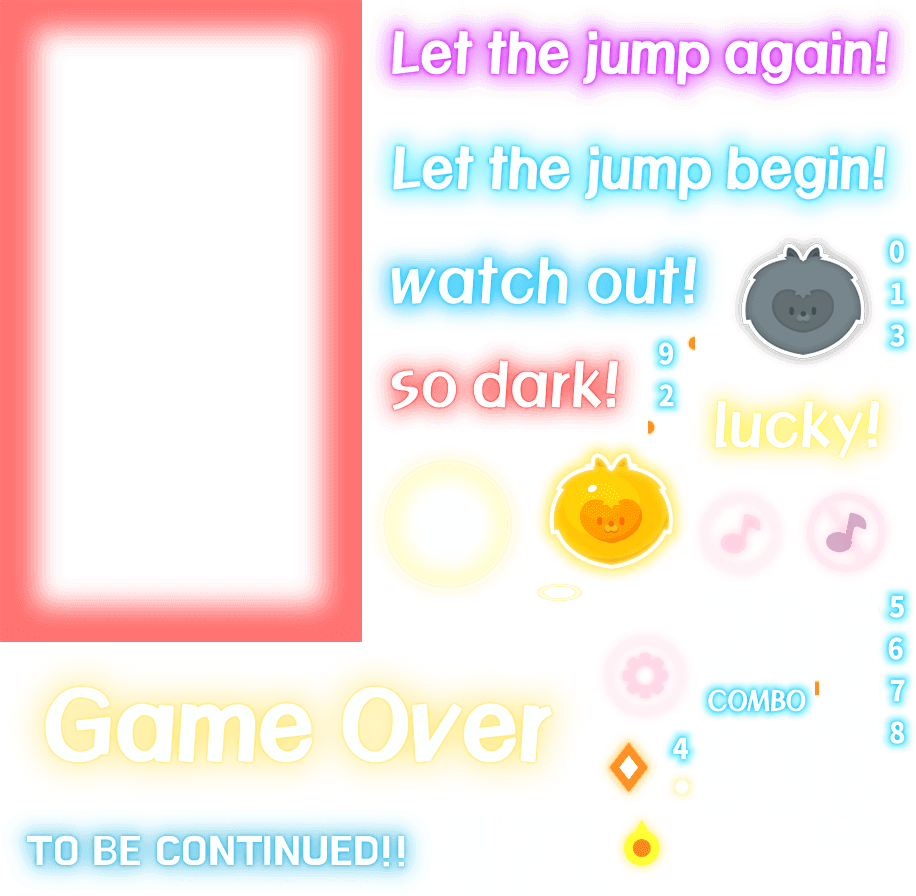 Let the jump again!
Let the jump begin!
watch out!
0
1
3
so dark!
9
2
lucky!
5
6
7
8
Game Over
COMBO
4
TO BE CONTINUED!!